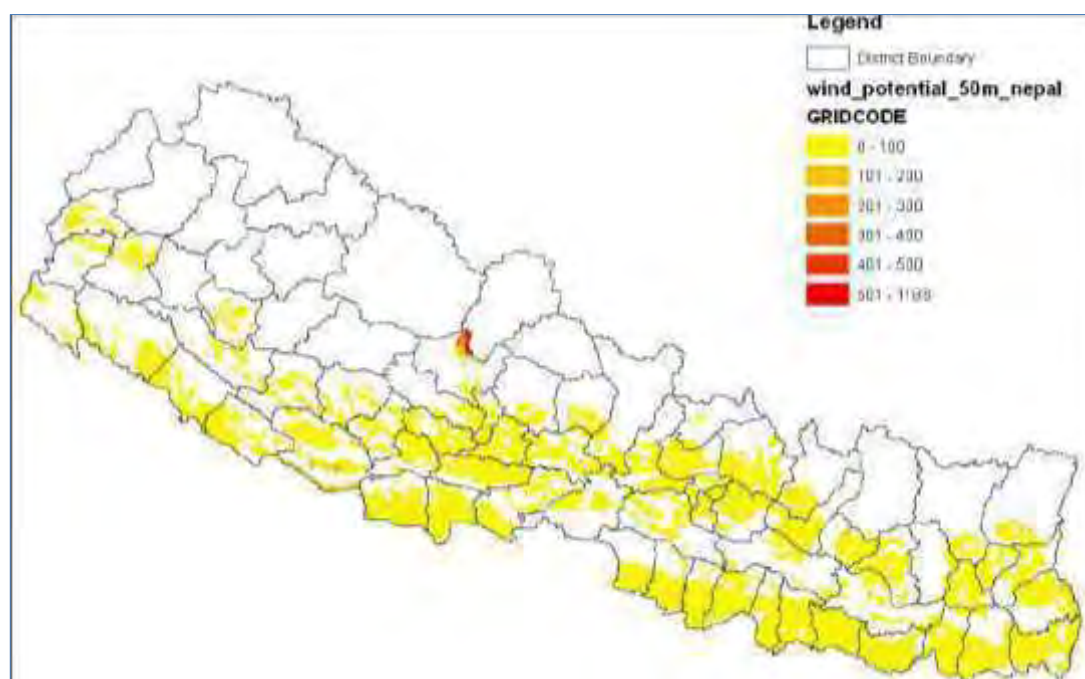 Legend
District Boundary
wind_potential_50m_nepal
GRIDCODE
0 - 100
101 - 200
201 - 300
301 - 400
401 - 500